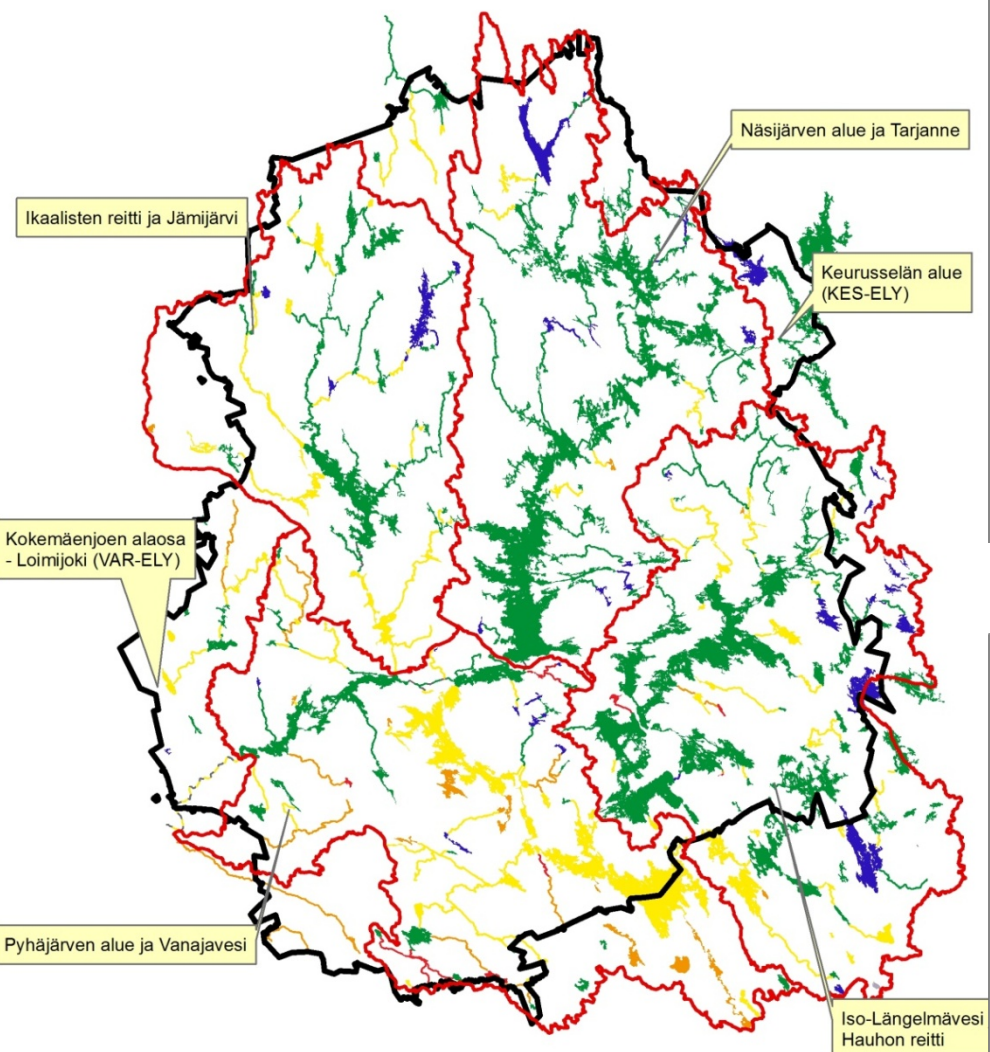 Näsijärven alue ja Tarjanne
Ikaalisten reitti ja Jämijärvi
Keurusselän alue
(KES-ELY)
Kokemäenjoen alaosa
- Loimijoki (VAR-ELY)
Pyhäjärven alue ja Vanajavesi
Iso-Längelmävesi
Hauhon reitti